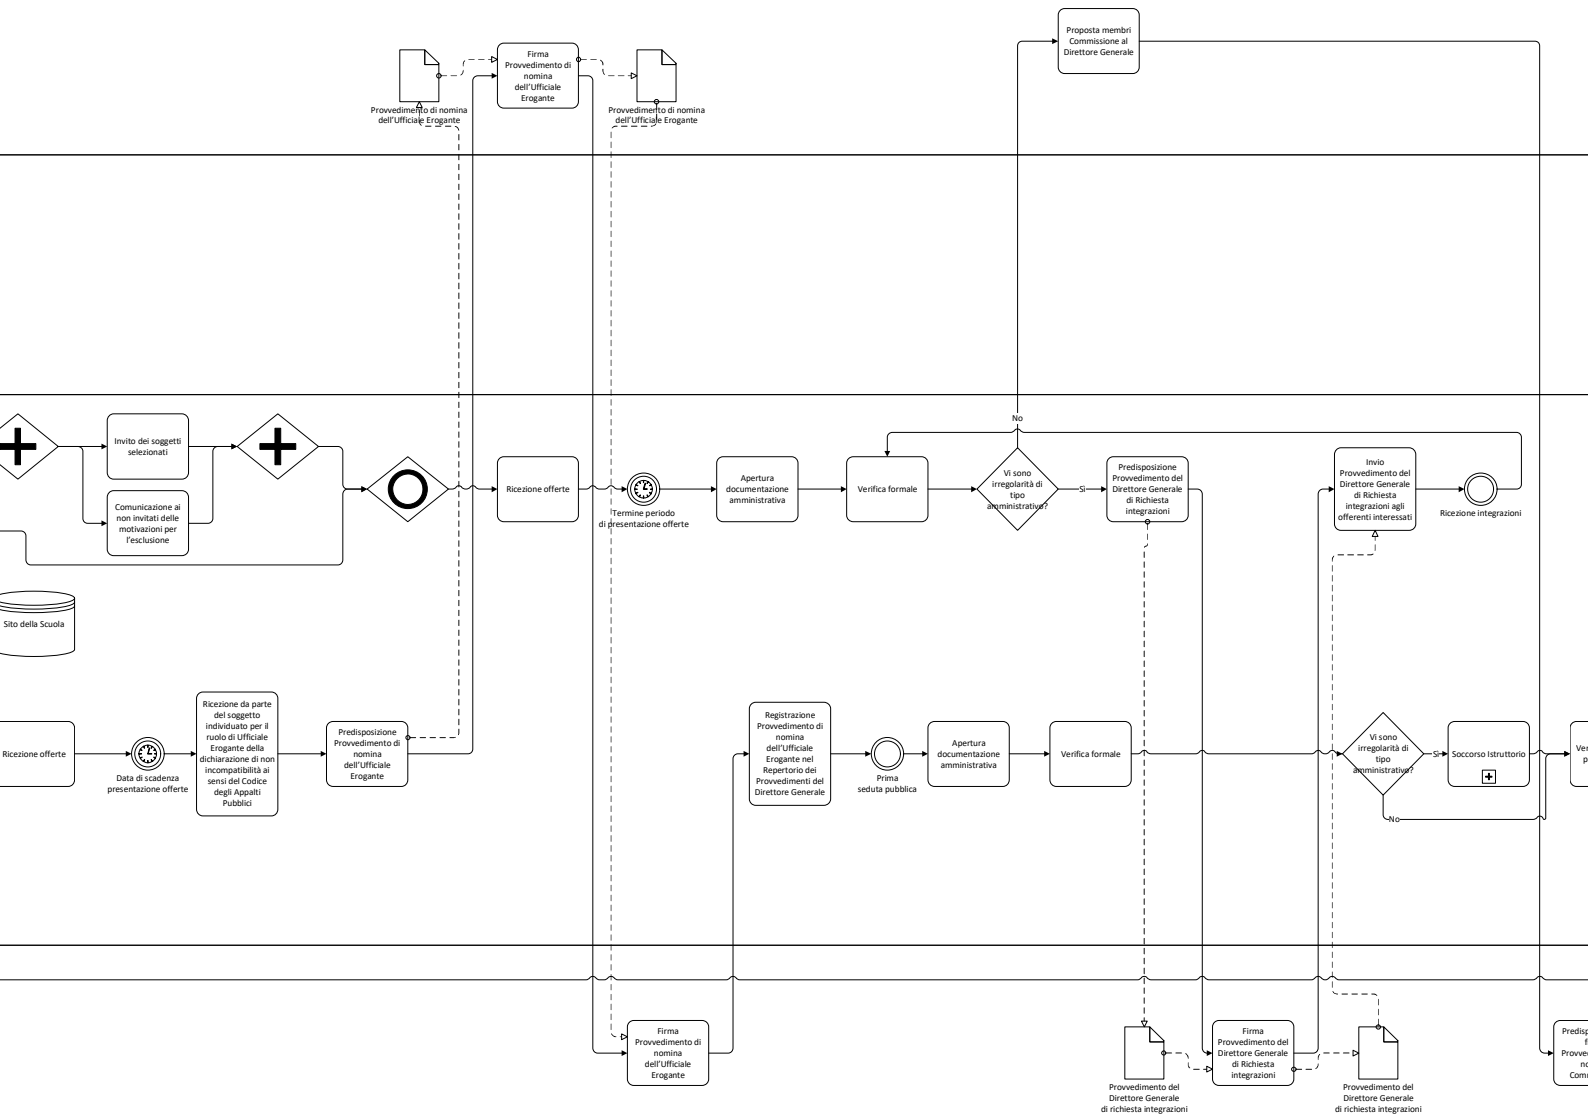 Proposta membri
Commissione al
Direttore Generale
Firma
Provvedimento di
nomina
dell'Ufficiale
Erogante
Provvedimento di nomina
dell'Ufficiale Erogante
Provvedimento di nomina
dell'Ufficiale Erogante
No
Invito dei soggetti
selezionati
Comunicazione ai
non invitati delle
motivazioni per
l'esclusione
Ricezione offerte
Termine periodo
di presentazione offerte
Apertura
documentazione
amministrativa
Verifica formale
Vi sono
irregolarità di
tipo
amministrativo?
Sì
Predisposizione
Provvedimento del
Direttore Generale
di Richiesta
integrazioni
Invio
Provvedimento del
Direttore Generale
di Richiesta
integrazioni agli
offerenti interessati
Ricezione integrazioni
Sito della Scuola
Ricezione offerte
Data di scadenza
presentazione offerte
Ricezione da parte
del soggetto
individuato per il
ruolo di Ufficiale
Erogante della
dichiarazione di non
incompatibilità ai
sensi del Codice
degli Appalti
Pubblici
Predisposizione
Provvedimento di
nomina
dell'Ufficiale
Erogante
Registrazione
Provvedimento di
nomina
dell'Ufficiale
Erogante nel
Repertorio dei
Provvedimenti del
Direttore Generale
Prima
seduta pubblica
Apertura
documentazione
amministrativa
Verifica formale
Vi sono
irregolarità di
tipo
amministrativo?
Sì
Soccorso Istruttorio
No
Firma
Provvedimento di
nomina
dell'Ufficiale
Erogante
Provvedimento del
Direttore Generale
di richiesta integrazioni
Firma
Provvedimento del
Direttore Generale
di Richiesta
integrazioni
Provvedimento del
Direttore Generale
di richiesta integrazioni